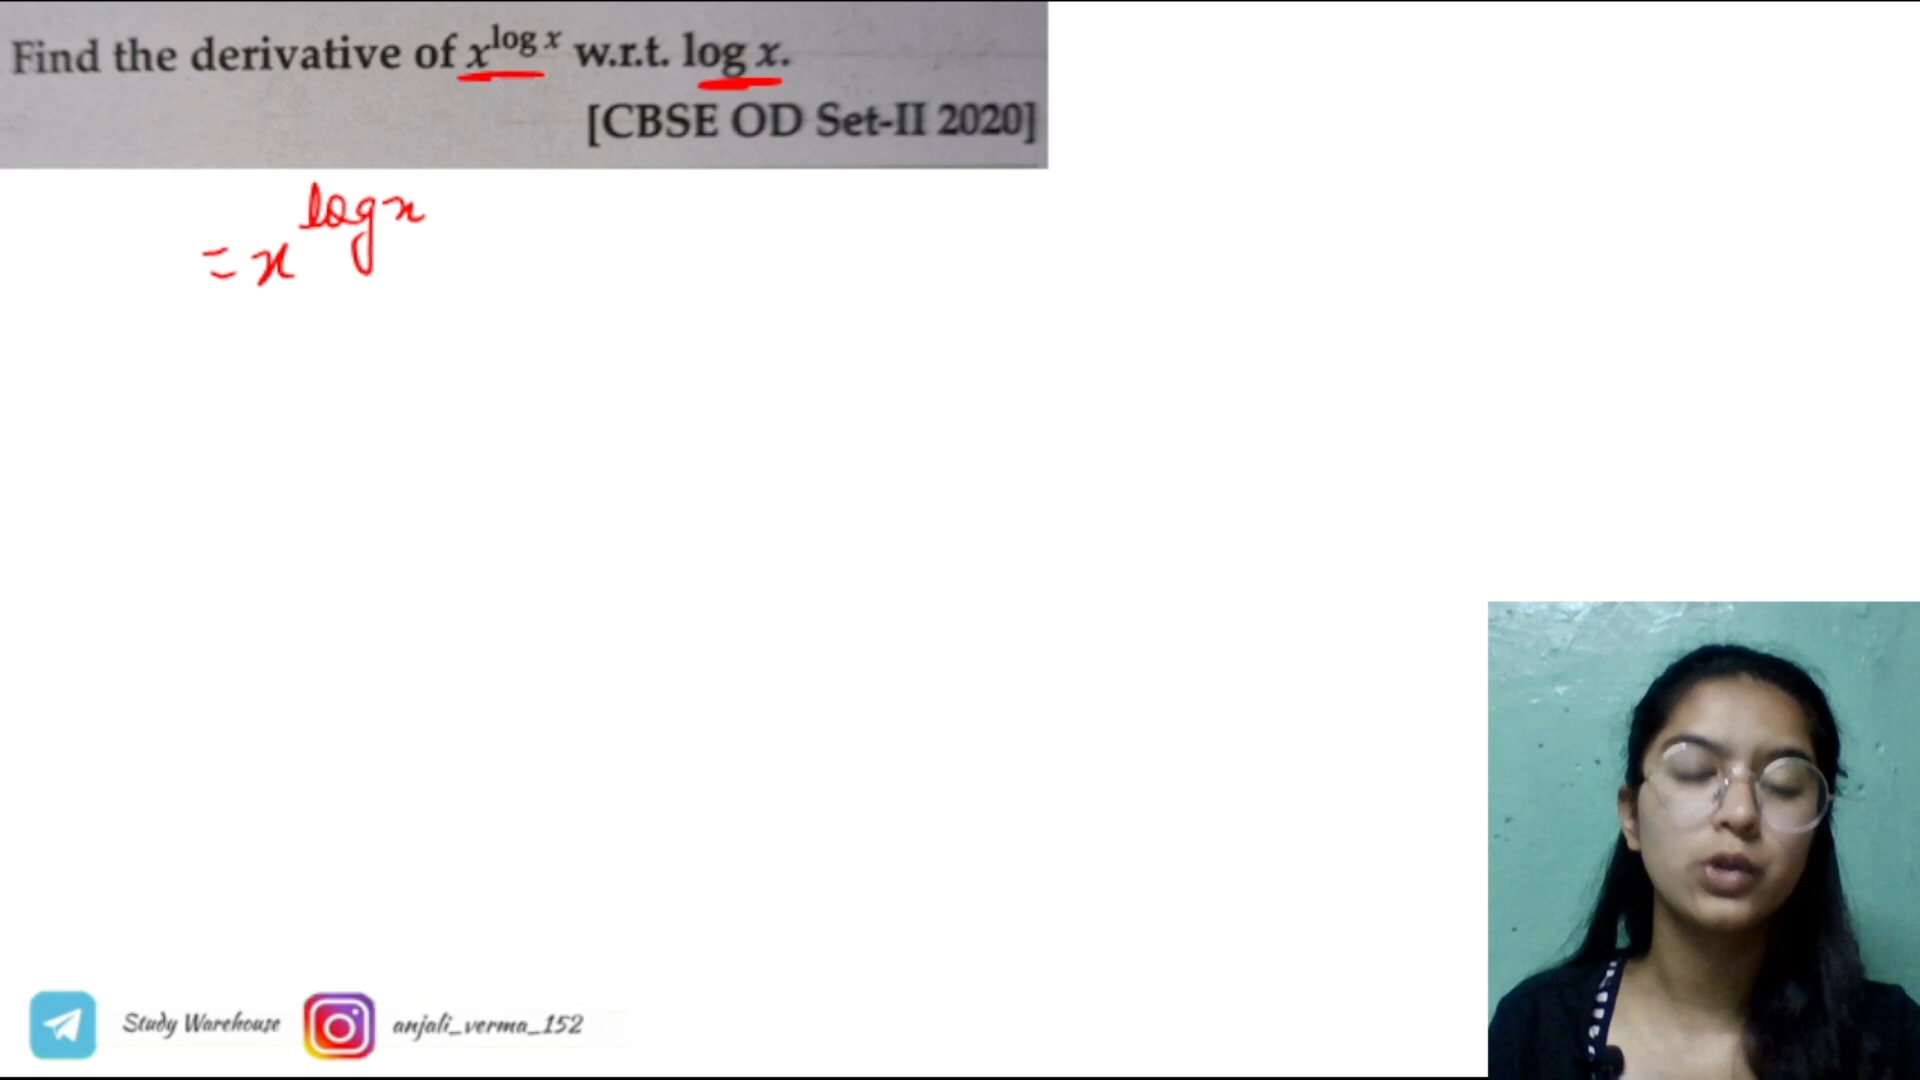 Find the derivative of x^log x w.r.t. log x.
[CBSE OD Set-II 2020]
= x^log x
Study Warehouse
anjali_verma_152